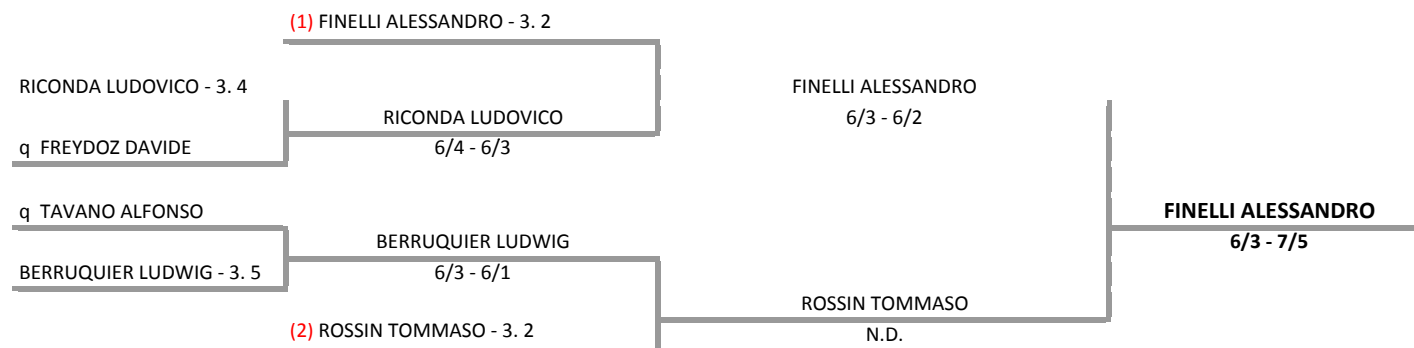 (1) FINELLI ALESSANDRO - 3. 2
RICONDA LUDOVICO - 3. 4
FINELLI ALESSANDRO
RICONDA LUDOVICO
6/3 - 6/2
q FREYDOZ DAVIDE
6/4 - 6/3
q TAVANO ALFONSO
FINELLI ALESSANDRO
BERRUQUIER LUDWIG
6/3 - 7/5
BERRUQUIER LUDWIG - 3. 5
6/3 - 6/1
ROSSIN TOMMASO
(2) ROSSIN TOMMASO - 3. 2
N.D.